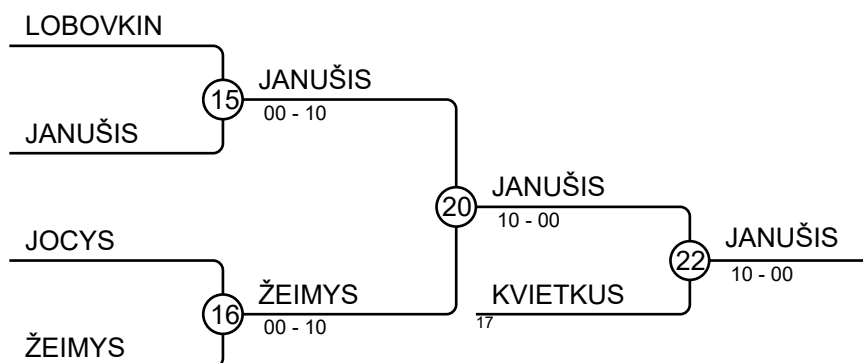 LOBOVKIN
15
JANUŠIS
00 - 10
JANUŠIS
20
JANUŠIS
10 - 00
JOCYS
22
JANUŠIS
10 - 00
16
ŽEIMYS
00 - 10
KVIETKUS
17
ŽEIMYS